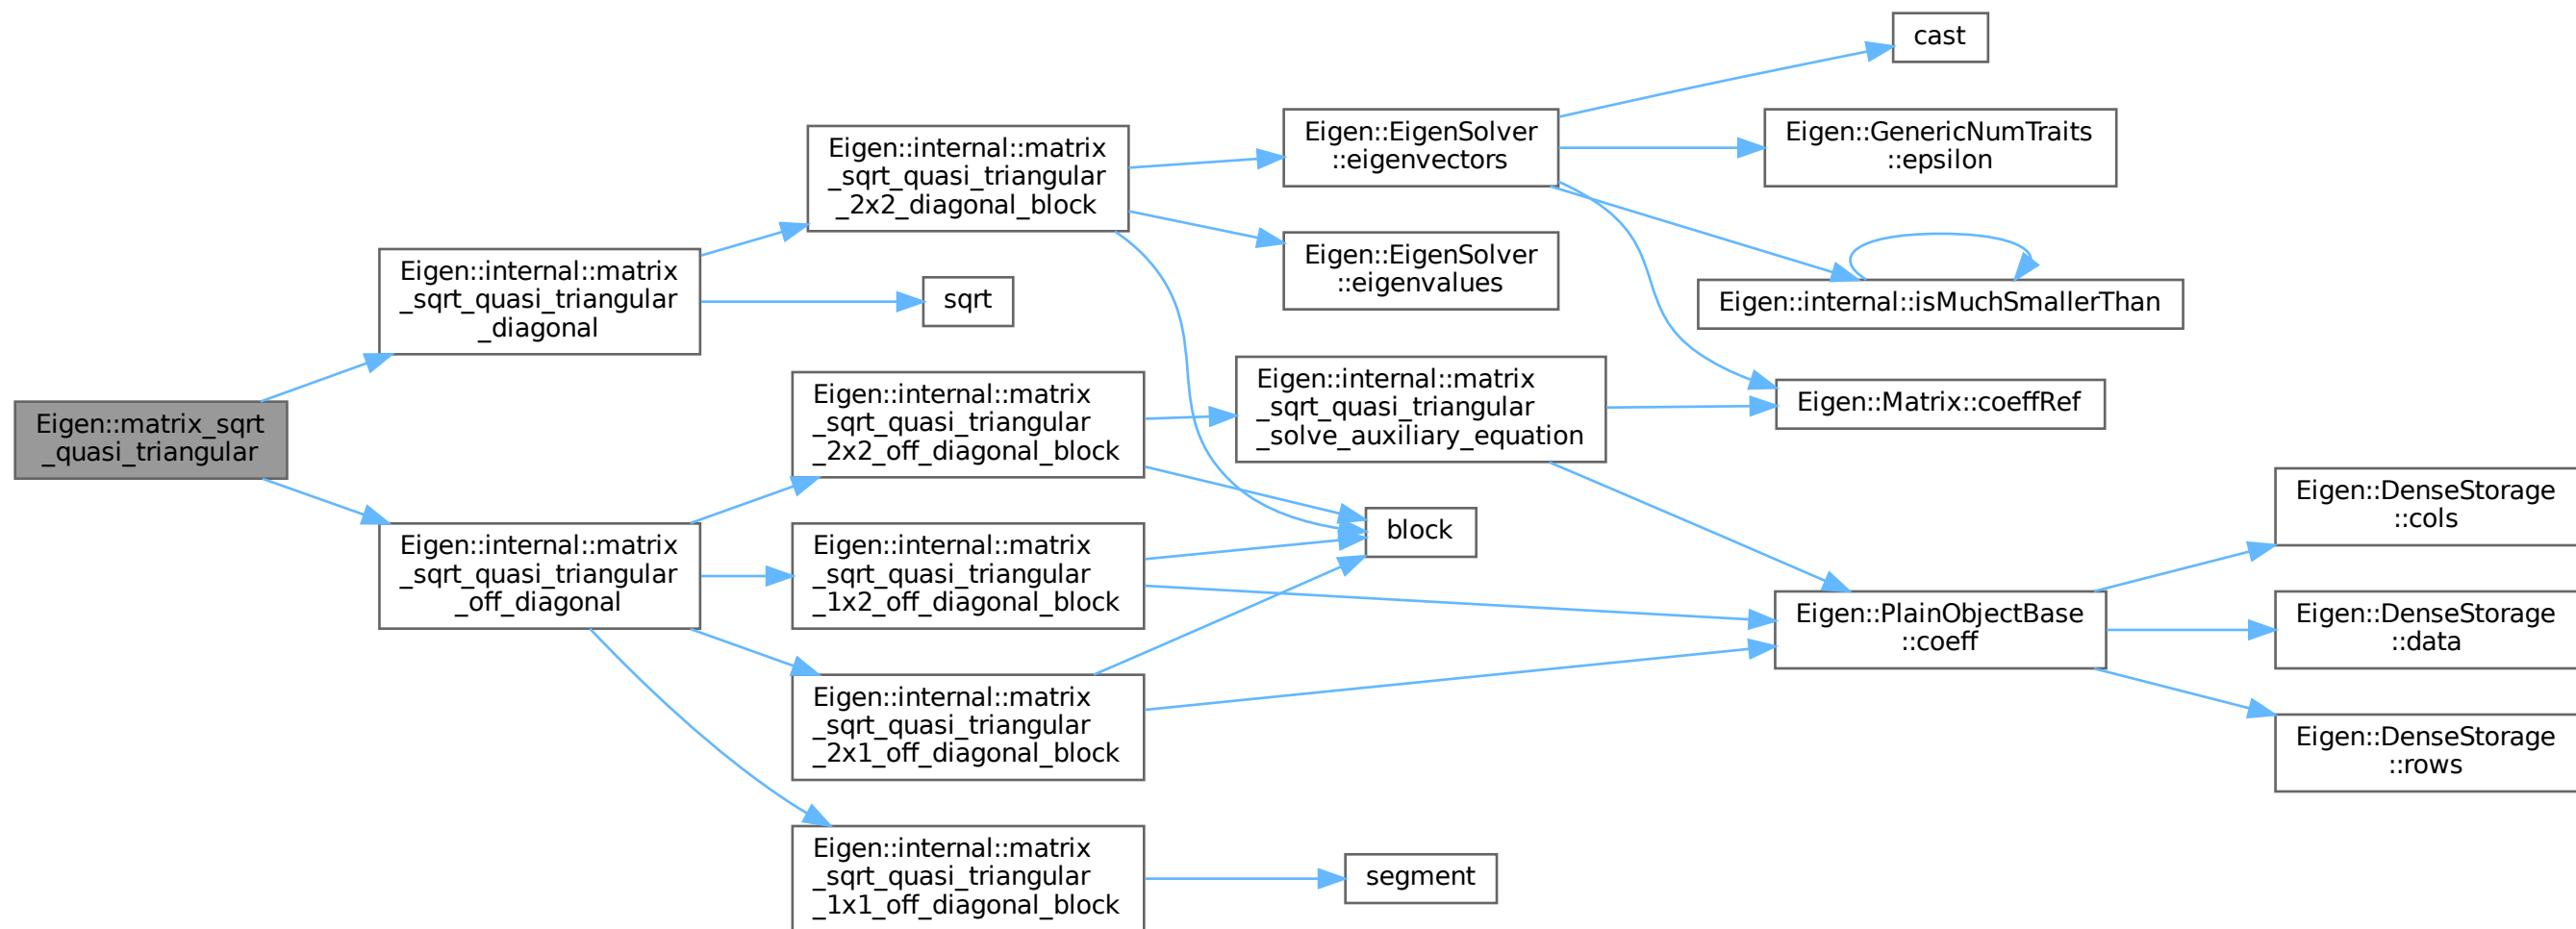 Eigen::matrix_sqrt
_quasi_triangular
Eigen::internal::matrix
_sqrt_quasi_triangular
_diagonal
Eigen::internal::matrix
_sqrt_quasi_triangular
_off_diagonal
Eigen::internal::matrix
_sqrt_quasi_triangular
_2x2_diagonal_block
sqrt
Eigen::internal::matrix
_sqrt_quasi_triangular
_2x2_off_diagonal_block
Eigen::internal::matrix
_sqrt_quasi_triangular
_1x2_off_diagonal_block
Eigen::internal::matrix
_sqrt_quasi_triangular
_2x1_off_diagonal_block
Eigen::internal::matrix
_sqrt_quasi_triangular
_1x1_off_diagonal_block
Eigen::EigenSolver
::eigenvectors
Eigen::EigenSolver
::eigenvalues
Eigen::internal::matrix
_sqrt_quasi_triangular
_solve_auxiliary_equation
block
segment
cast
Eigen::GenericNumTraits
::epsilon
Eigen::internal::isMuchSmallerThan
Eigen::Matrix::coeffRef
Eigen::PlainObjectBase
::coeff
Eigen::DenseStorage
::cols
Eigen::DenseStorage
::data
Eigen::DenseStorage
::rows